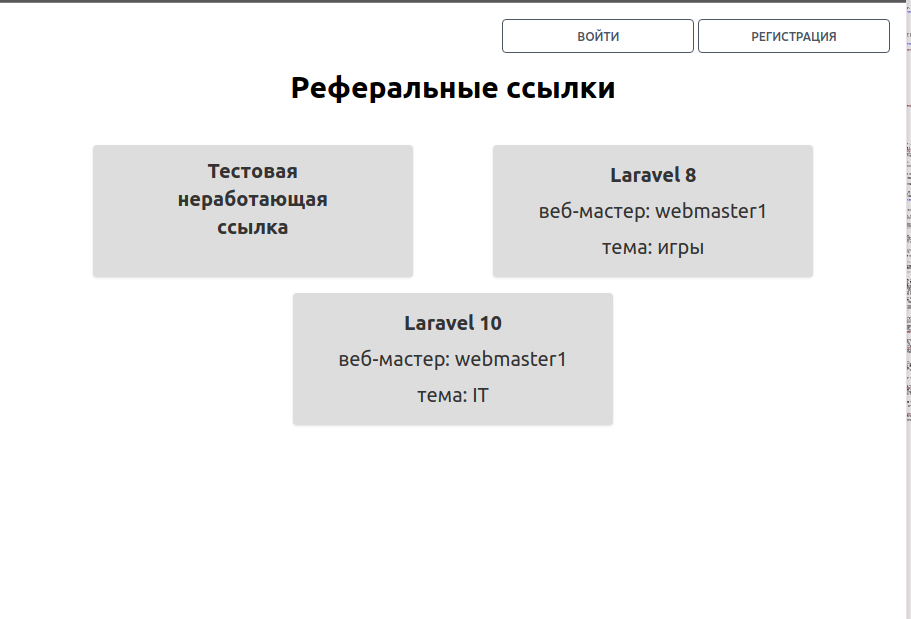 ВОЙТИ
РЕГИСТРАЦИЯ
Реферальные ссылки
Тестовая
неработающая
ссылка
Laravel 8
веб-мастер: webmaster1
тема: игры
Laravel 10
веб-мастер: webmaster1
тема: IT